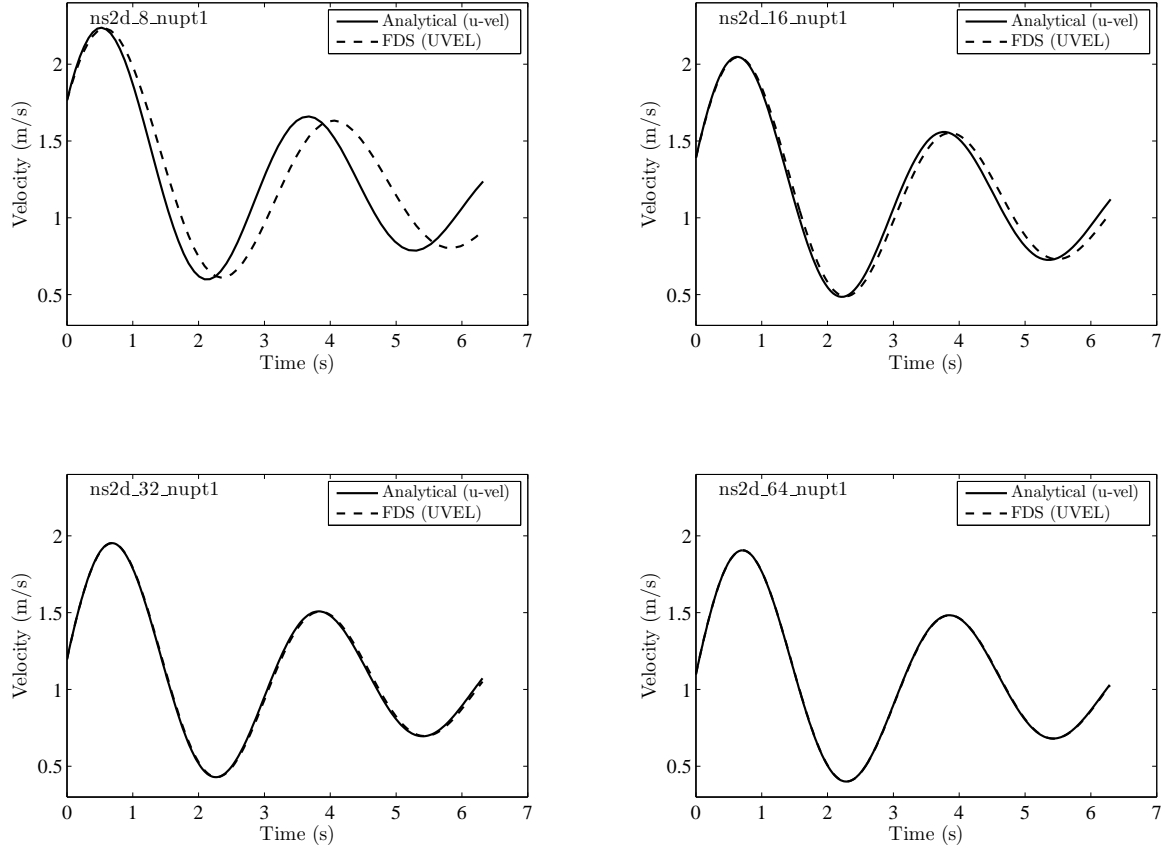 ns2d_8_nupt1
Analytical (u-vel)
FDS (UVEL)
Velocity (m/s)
2
1.5
1
0.5
0 1 2 3 4 5 6 7
Time (s)
ns2d_16_nupt1
Analytical (u-vel)
FDS (UVEL)
Velocity (m/s)
2
1.5
1
0.5
0 1 2 3 4 5 6 7
Time (s)
ns2d_32_nupt1
Analytical (u-vel)
FDS (UVEL)
Velocity (m/s)
2
1.5
1
0.5
0 1 2 3 4 5 6 7
Time (s)
ns2d_64_nupt1
Analytical (u-vel)
FDS (UVEL)
Velocity (m/s)
2
1.5
1
0.5
0 1 2 3 4 5 6 7
Time (s)